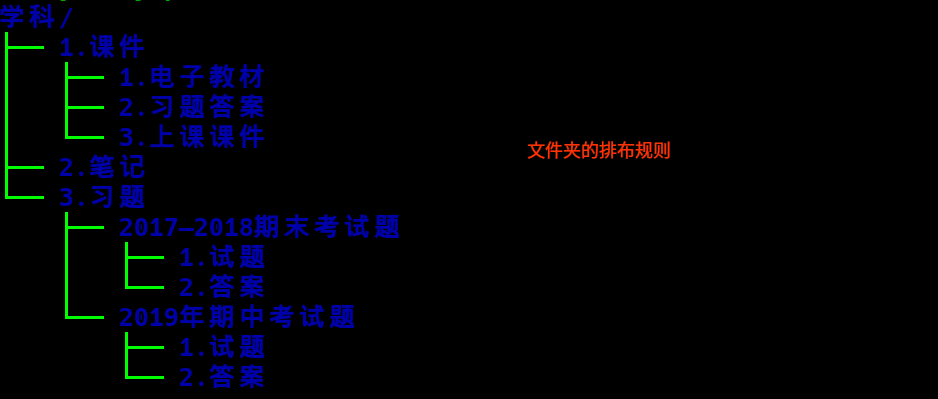 学科/
1.课件
1.电子教材
2.习题答案
3.上课课件
文件夹的排布规则
2.笔记
3.习题
2017-2018期末考试题
1.试题
2.答案
2019年期中考试题
1.试题
2.答案